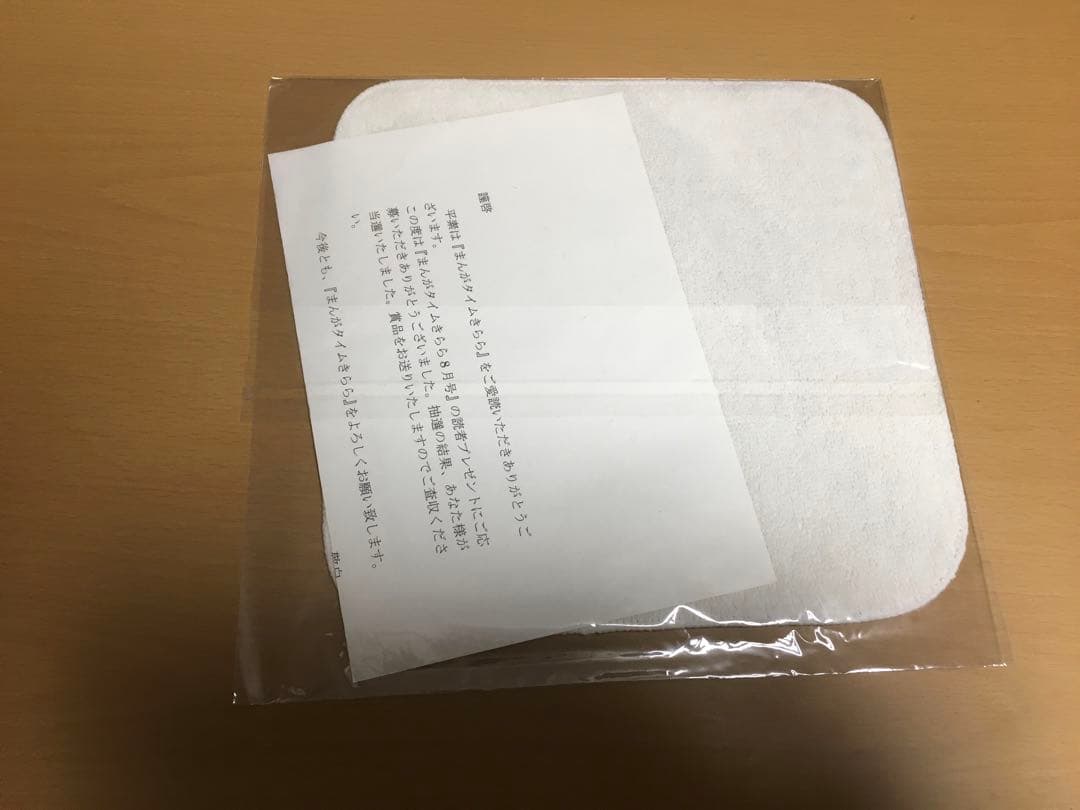 謹啓
平素は『まんがタイムきらら』をご愛読いただきありがとうご
ざいます。
この度は『まんがタイムきらら8月号』の読者プレゼントにご応
募いただきありがとうございました。抽選の結果、あなた様が
当選いたしました。賞品をお送りいたしますのでご査収くださ
い。
今後とも、『まんがタイムきらら』をよろしくお願い致します。